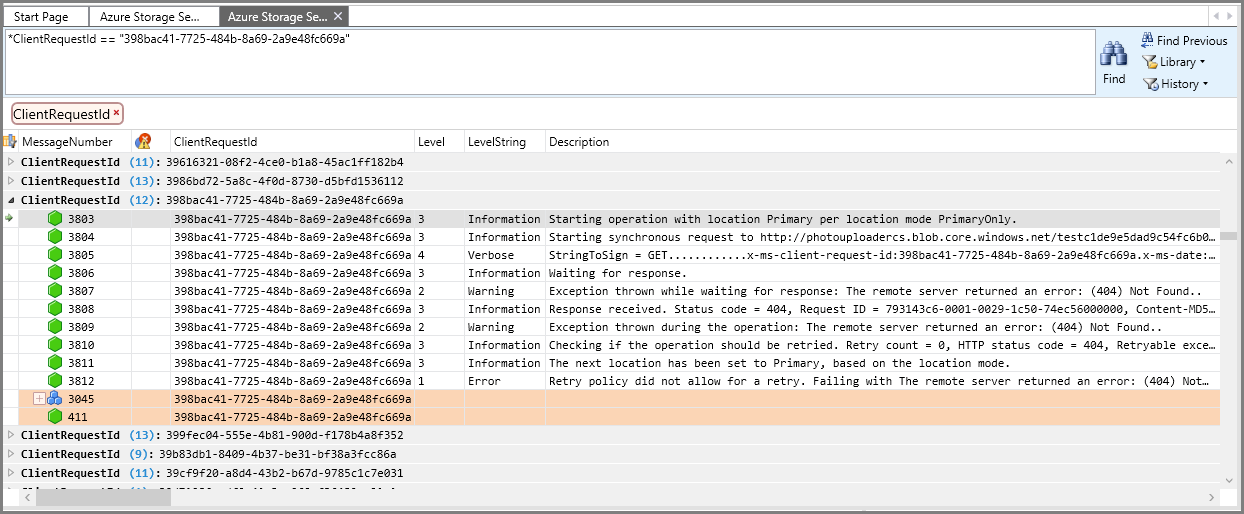 Start Page Azure Storage Se... Azure Storage Se...
*ClientRequestId == "398bac41-7725-484b-8a69-2a9e48fc669a"
Find
Find Previous
Library
History
ClientRequestId
MessageNumber ClientRequestId Level LevelString Description
ClientRequestId (11): 39616321-08f2-4ce0-b1a8-45ac1ff182b4
ClientRequestId (13): 3986bd72-5a8c-4f0d-8730-d5bfd1536112
ClientRequestId (12): 398bac41-7725-484b-8a69-2a9e48fc669a
3803 398bac41-7725-484b-8a69-2a9e48fc669a 3 Information Starting operation with location Primary per location mode PrimaryOnly.
3804 398bac41-7725-484b-8a69-2a9e48fc669a 3 Information Starting synchronous request to http://photouploadercs.blob.core.windows.net/testc1de9e5dad9c54fc6b0...
3805 398bac41-7725-484b-8a69-2a9e48fc669a 4 Verbose StringToSign = GET............x-ms-client-request-id:398bac41-7725-484b-8a69-2a9e48fc669a.x-ms-date:...
3806 398bac41-7725-484b-8a69-2a9e48fc669a 3 Information Waiting for response.
3807 398bac41-7725-484b-8a69-2a9e48fc669a 2 Warning Exception thrown while waiting for response: The remote server returned an error: (404) Not Found..
3808 398bac41-7725-484b-8a69-2a9e48fc669a 3 Information Response received. Status code = 404, Request ID = 793143c6-0001-0029-1c50-74ec56000000, Content-MD5...
3809 398bac41-7725-484b-8a69-2a9e48fc669a 2 Warning Exception thrown during the operation: The remote server returned an error: (404) Not Found..
3810 398bac41-7725-484b-8a69-2a9e48fc669a 3 Information Checking if the operation should be retried. Retry count = 0, HTTP status code = 404, Retryable exce...
3811 398bac41-7725-484b-8a69-2a9e48fc669a 3 Information The next location has been set to Primary, based on the location mode.
3812 398bac41-7725-484b-8a69-2a9e48fc669a 1 Error Retry policy did not allow for a retry. Failing with The remote server returned an error: (404) Not...
3045 398bac41-7725-484b-8a69-2a9e48fc669a
411 398bac41-7725-484b-8a69-2a9e48fc669a
ClientRequestId (13): 399fec04-555e-4b81-900d-f178b4a8f352
ClientRequestId (9): 39b83db1-8409-4b37-be31-bf38a3fcc86a
ClientRequestId (11): 39cf9f20-a8d4-43b2-b67d-9785c1c7e031